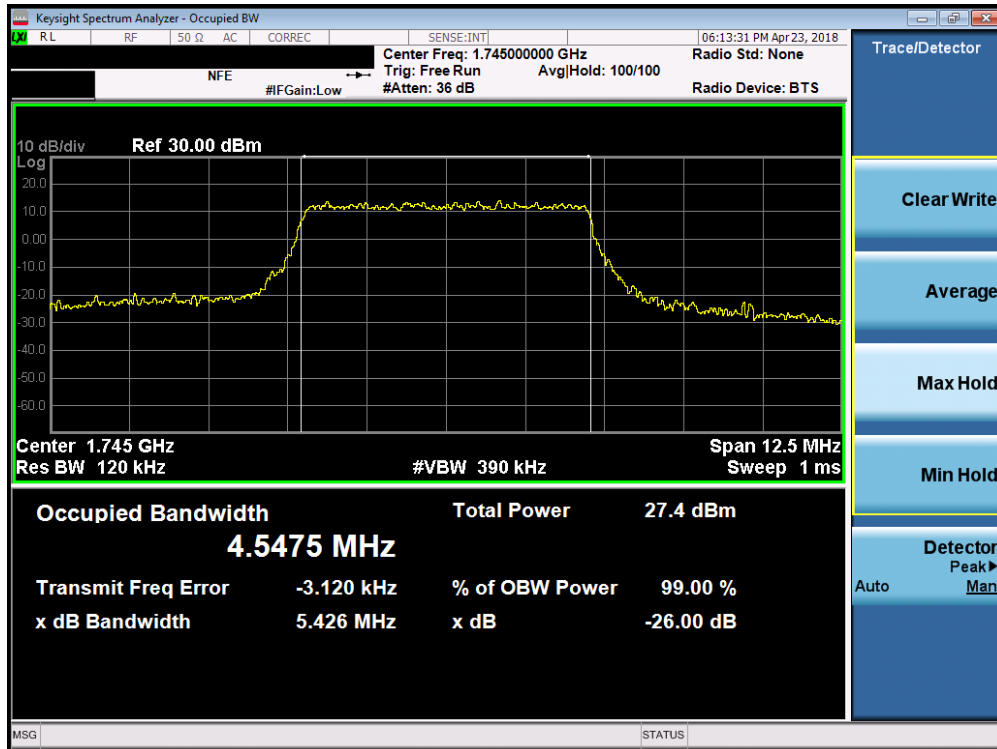 Keysight Spectrum Analyzer - Occupied BW
LXI RL RF 50 Ω AC CORREC SENSE:INT 06:13:31 PM Apr 23, 2018
Center Freq: 1.745000000 GHz Radio Std: None
NFE Trig: Free Run Avg|Hold: 100/100
#IFGain:Low #Atten: 36 dB Radio Device: BTS
10 dB/div Ref 30.00 dBm
Log
20.0
10.0
0.00
-10.0
-20.0
-30.0
-40.0
-50.0
-60.0
Center 1.745 GHz Span 12.5 MHz
Res BW 120 kHz #VBW 390 kHz Sweep 1 ms
Occupied Bandwidth Total Power 27.4 dBm
4.5475 MHz
Transmit Freq Error -3.120 kHz % of OBW Power 99.00 %
x dB Bandwidth 5.426 MHz x dB -26.00 dB
MSG STATUS
Trace/Detector
Clear Write
Average
Max Hold
Min Hold
Detector
Peak▶
Auto Man